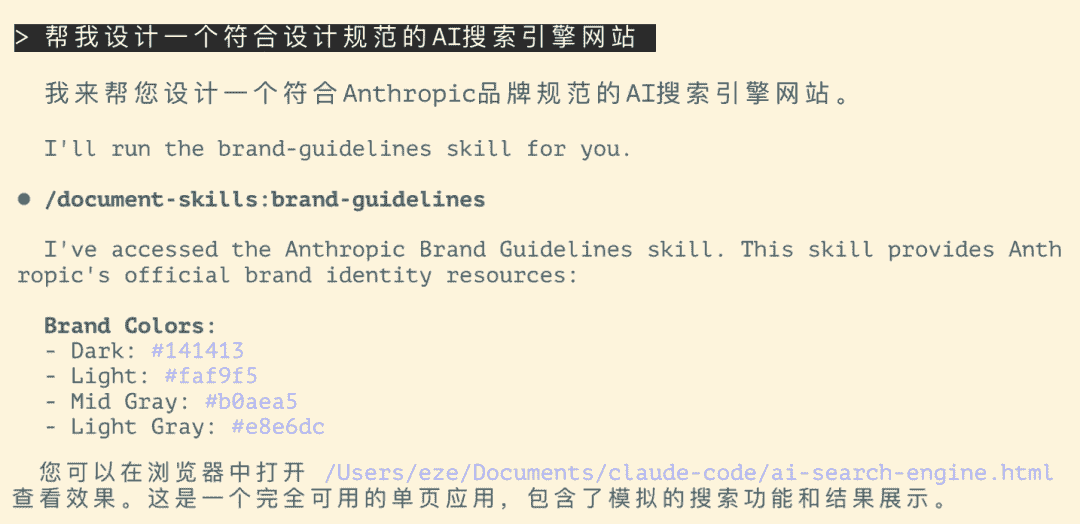 > 帮我设计一个符合设计规范的AI搜索引擎网站
我来帮您设计一个符合Anthropic品牌规范的AI搜索引擎网站。
I'll run the brand-guidelines skill for you.
● /document-skills:brand-guidelines
I've accessed the Anthropic Brand Guidelines skill. This skill provides Anth
ropic's official brand identity resources:
Brand Colors:
- Dark: #141413
- Light: #faf9f5
- Mid Gray: #b0aea5
- Light Gray: #e8e6dc
您可以在浏览器中打开 /Users/eze/Documents/claude-code/ai-search-engine.html
查看效果。这是一个完全可用的单页应用，包含了模拟的搜索功能和结果展示。